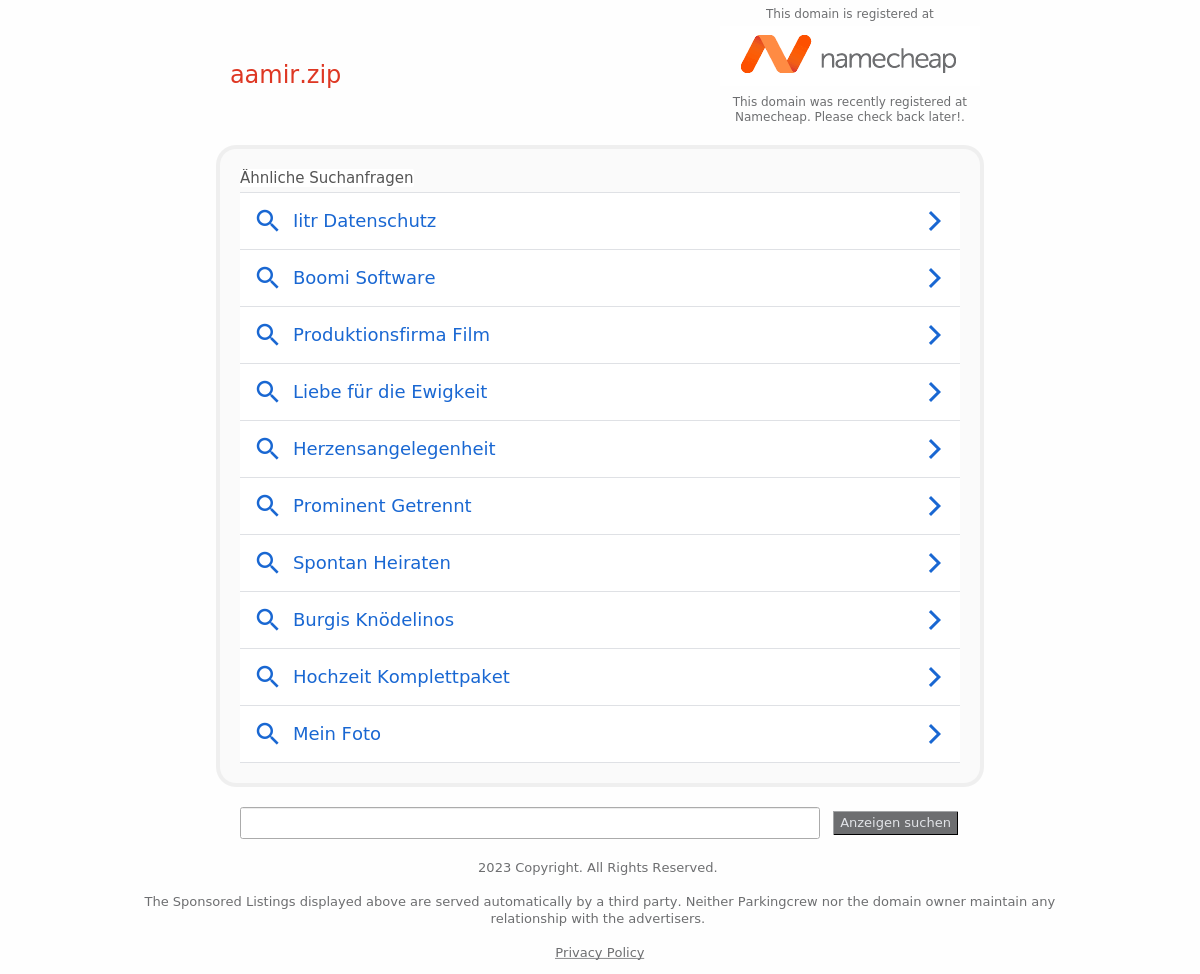 This domain is registered at
namecheap
aamir.zip
This domain was recently registered at
Namecheap. Please check back later!.
Ähnliche Suchanfragen
Iitr Datenschutz
Boomi Software
Produktionsfirma Film
Liebe für die Ewigkeit
Herzensangelegenheit
Prominent Getrennt
Spontan Heiraten
Burgis Knödelinos
Hochzeit Komplettpaket
Mein Foto
Anzeigen suchen
2023 Copyright. All Rights Reserved.
The Sponsored Listings displayed above are served automatically by a third party. Neither Parkingcrew nor the domain owner maintain any
relationship with the advertisers.
Privacy Policy